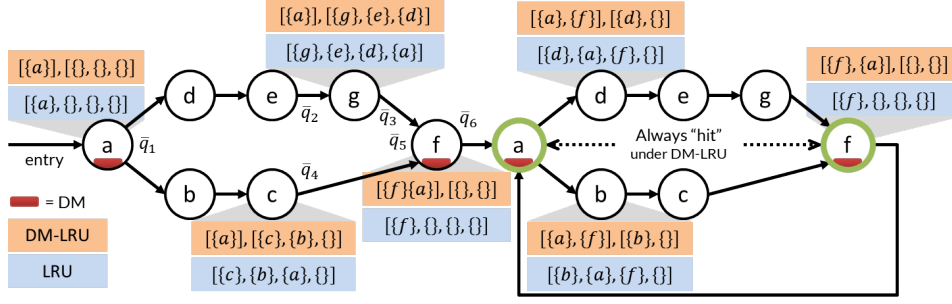 [{a}], [{g}, {e}, {d}]
[{g}, {e}, {d}, {a}]
[{a}, {f}], [{d}, {}]
[{d}, {a}, {f}, {}]
[{a}], [{}, {}, {}]
[{a}, {}, {}, {}]
[{f}, {a}], [{}, {}]
[{f}, {}, {}, {}]
d
e
g
d
e
g
q̄₂
q̄₃
q̄₁
q̄₅
q̄₆
entry
a
f
a
Always "hit"
under DM-LRU
f
q̄₄
b
c
b
c
= DM
DM-LRU
LRU
[{f}{a}], [{}, {}]
[{f}, {}, {}, {}]
[{a}], [{c}, {b}, {}]
[{c}, {b}, {a}, {}]
[{a}, {f}], [{b}, {}]
[{b}, {a}, {f}, {}]